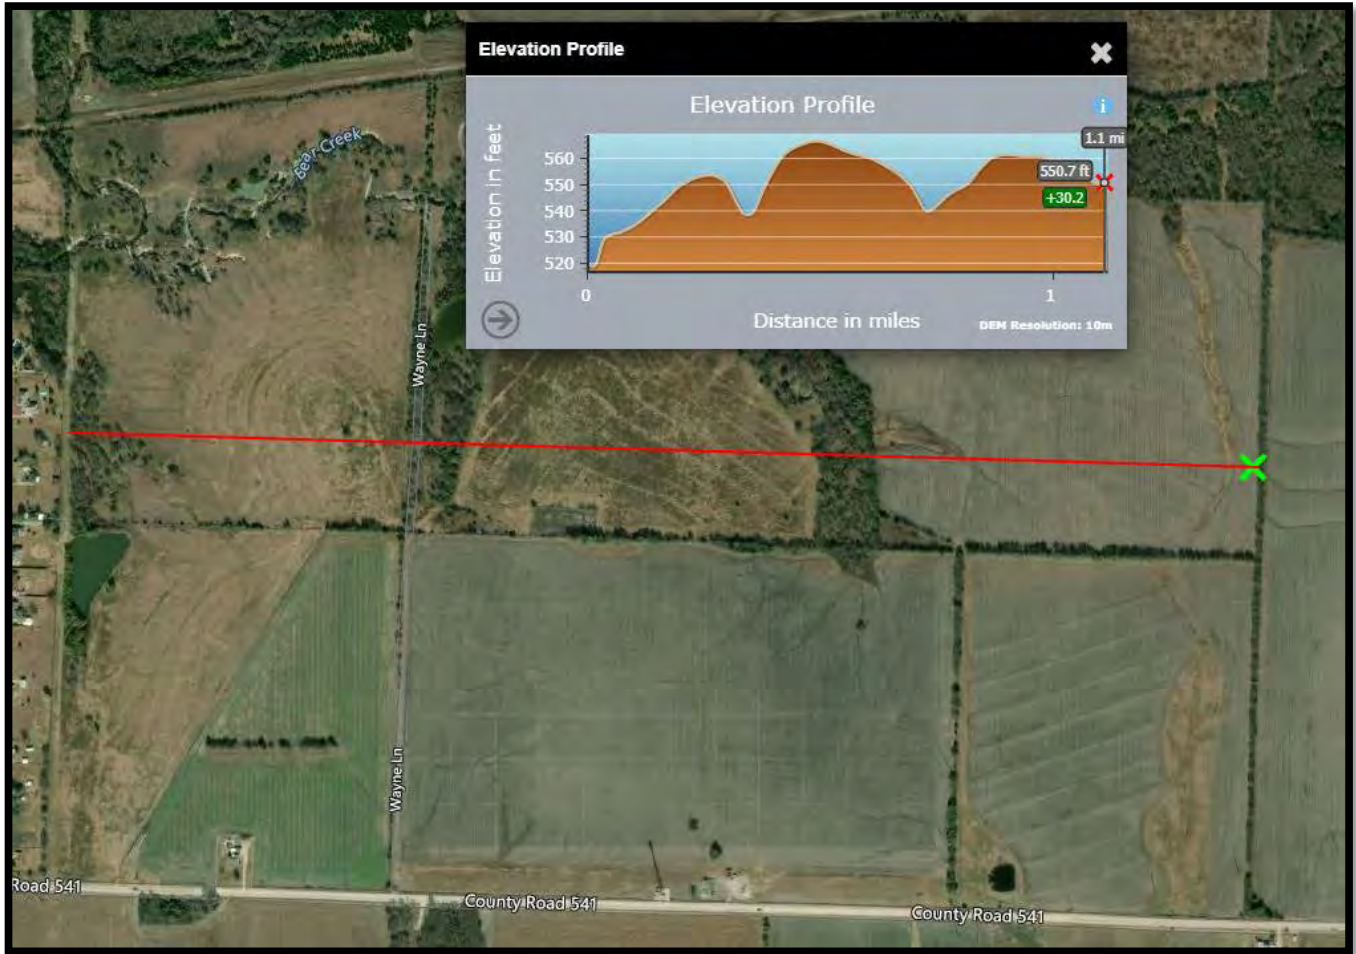 Elevation Profile
Elevation Profile
i
1.1 mi
Elevation in feet
560
550
540
530
520
550.7 ft
+30.2
0
1
Distance in miles
DEM Resolution: 10m
Bear Creek
Wayne Ln
Wayne Ln
Road 541
County Road 541
County Road 541